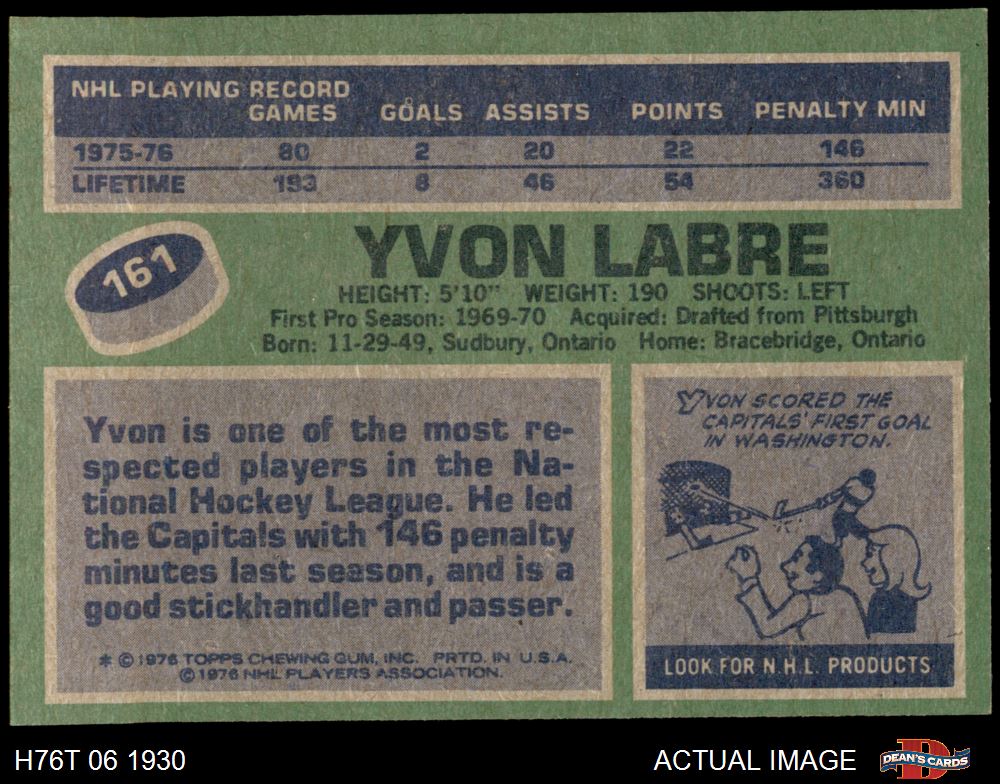 NHL PLAYING RECORD
GAMES GOALS ASSISTS POINTS PENALTY MIN
1975-76 80 2 20 22 146
LIFETIME 193 8 46 54 360
161
YVON LABRE
HEIGHT: 5'10" WEIGHT: 190 SHOOTS: LEFT
First Pro Season: 1969-70 Acquired: Drafted from Pittsburgh
Born: 11-29-49, Sudbury, Ontario Home: Bracebridge, Ontario
Yvon is one of the most re-
spected players in the Na-
tional Hockey League. He led
the Capitals with 146 penalty
minutes last season, and is a
good stickhandler and passer.
* © 1976 TOPPS CHEWING GUM, INC. PRTD. IN U.S.A.
© 1976 NHL PLAYERS ASSOCIATION.
YVON SCORED THE
CAPITALS' FIRST GOAL
IN WASHINGTON.
LOOK FOR N.H.L. PRODUCTS
H76T 06 1930
ACTUAL IMAGE
D
DEAN'S CARDS